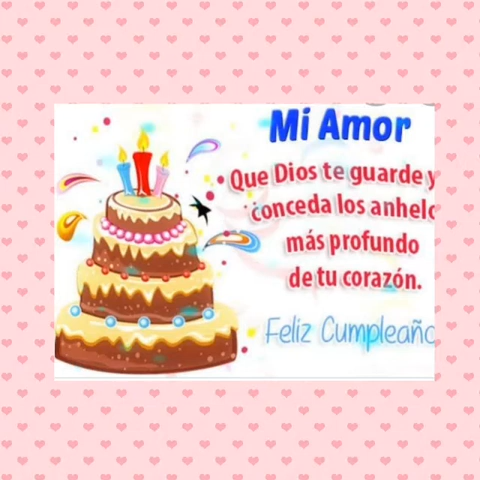 Mi Amor
Que Dios te guarde y
conceda los anhelo
más profundo
de tu corazón.
Feliz Cumpleaño